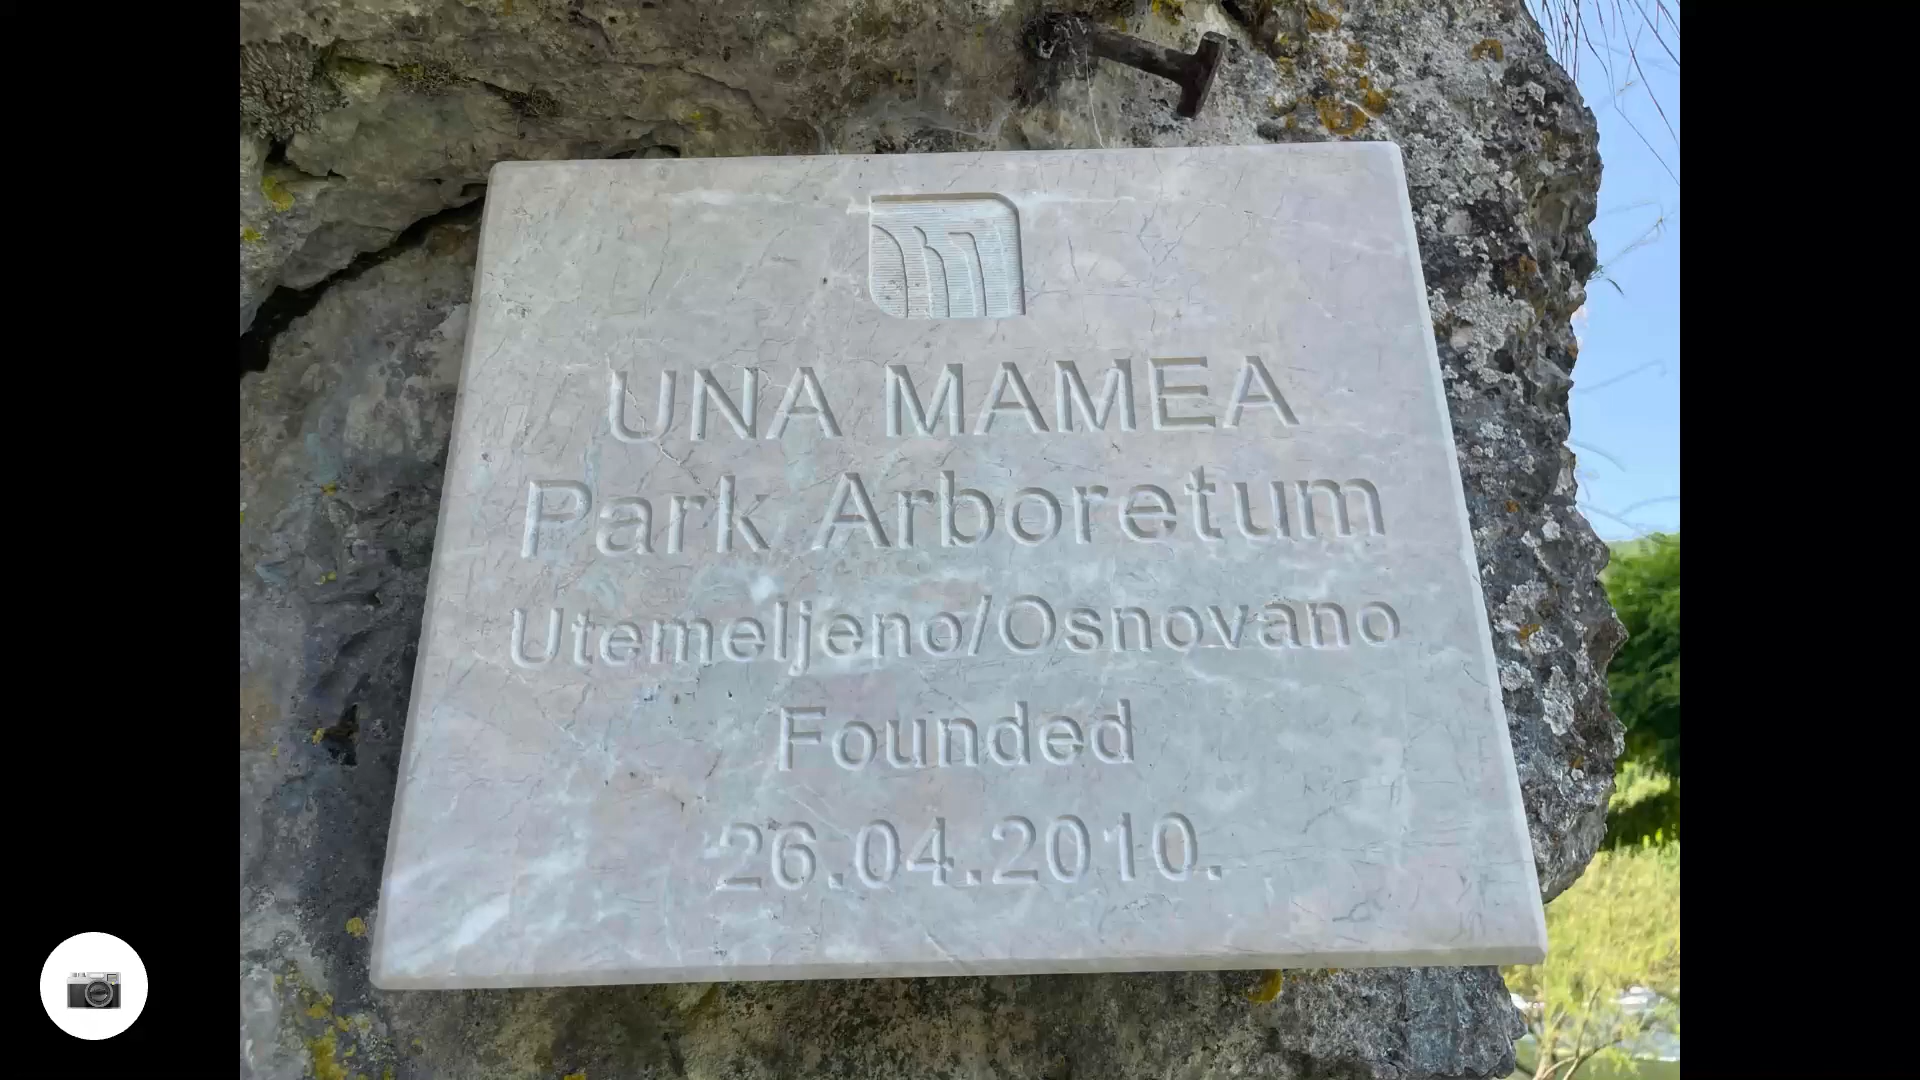 UNA MAMEA
Park Arboretum
Utemeljeno/Osnovano
Founded
26.04.2010.